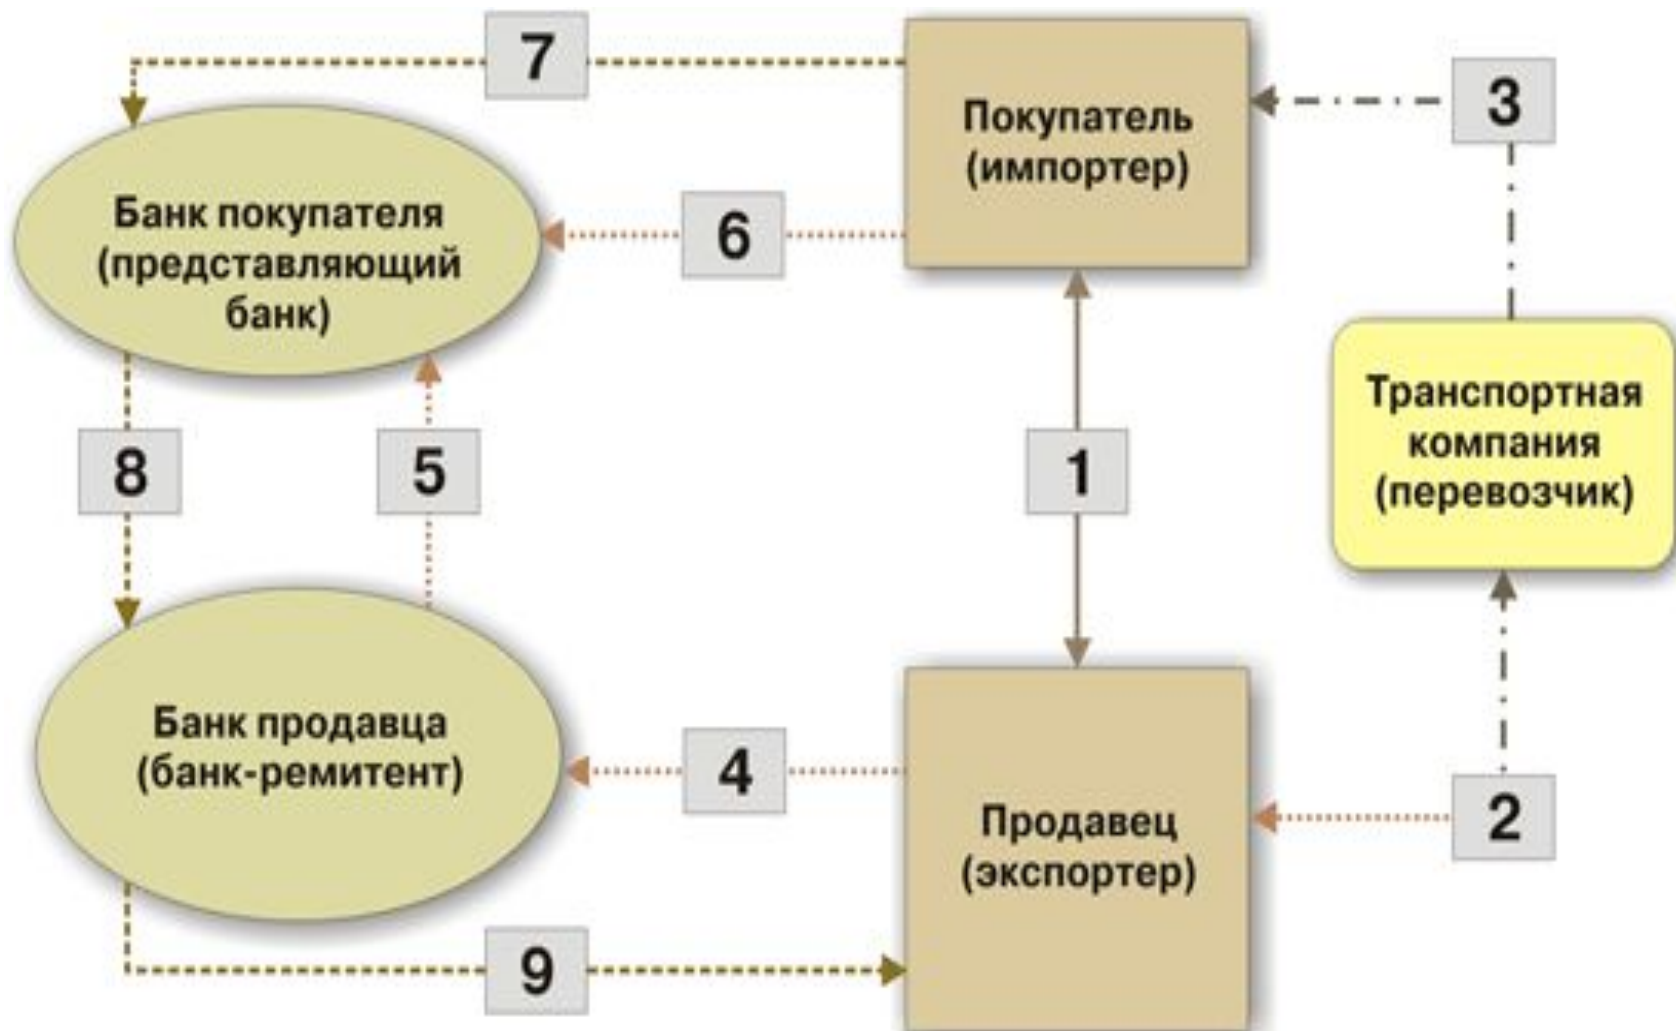 7
Покупатель
(импортер)
3
Банк покупателя
(представляющий
банк)
6
Транспортная
компания
(перевозчик)
8
5
1
Банк продавца
(банк-ремитент)
4
Продавец
(экспортер)
2
9